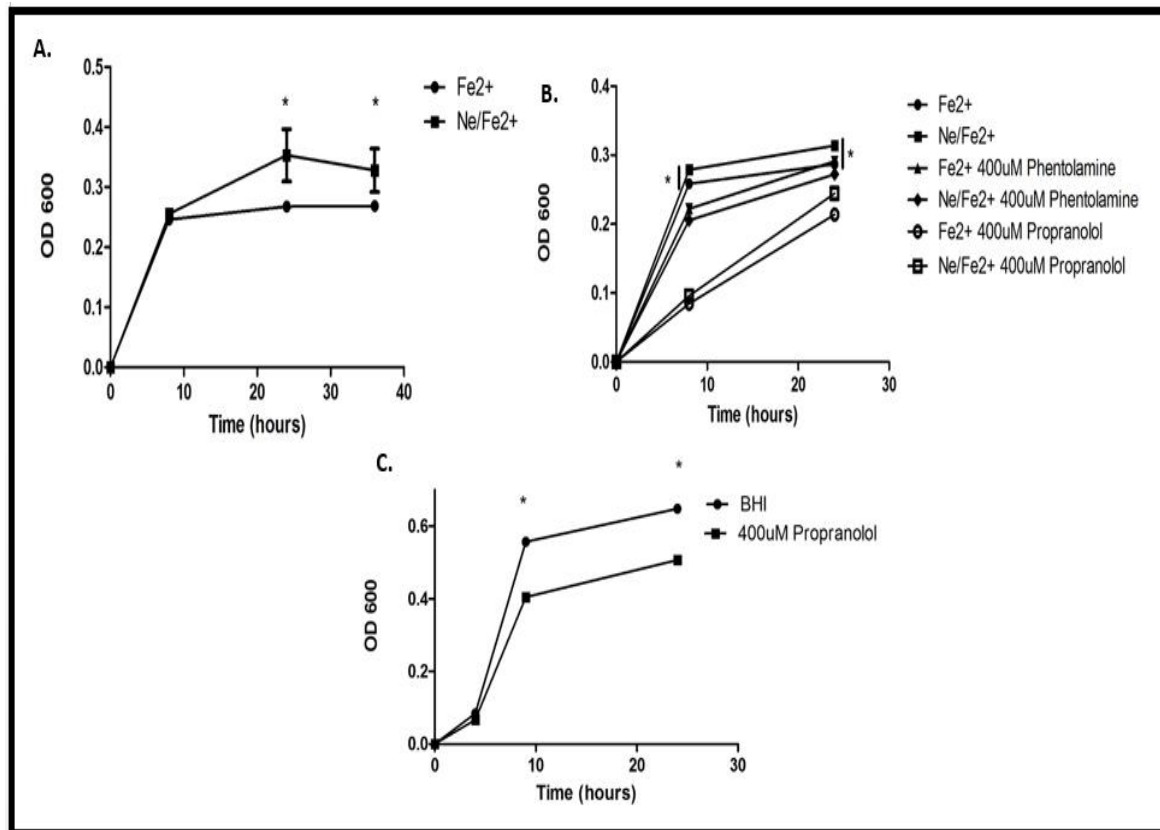 A.
0.5
0.4
0.3
0.2
0.1
0.0
OD 600
0 10 20 30 40
Time (hours)
* *
Fe2+
Ne/Fe2+
B.
0.4
0.3
0.2
0.1
0.0
OD 600
0 10 20 30
Time (hours)
* *
Fe2+
Ne/Fe2+
Fe2+ 400uM Phentolamine
Ne/Fe2+ 400uM Phentolamine
Fe2+ 400uM Propranolol
Ne/Fe2+ 400uM Propranolol
C.
0.6
0.4
0.2
0.0
OD 600
0 10 20 30
Time (hours)
* *
BHI
400uM Propranolol